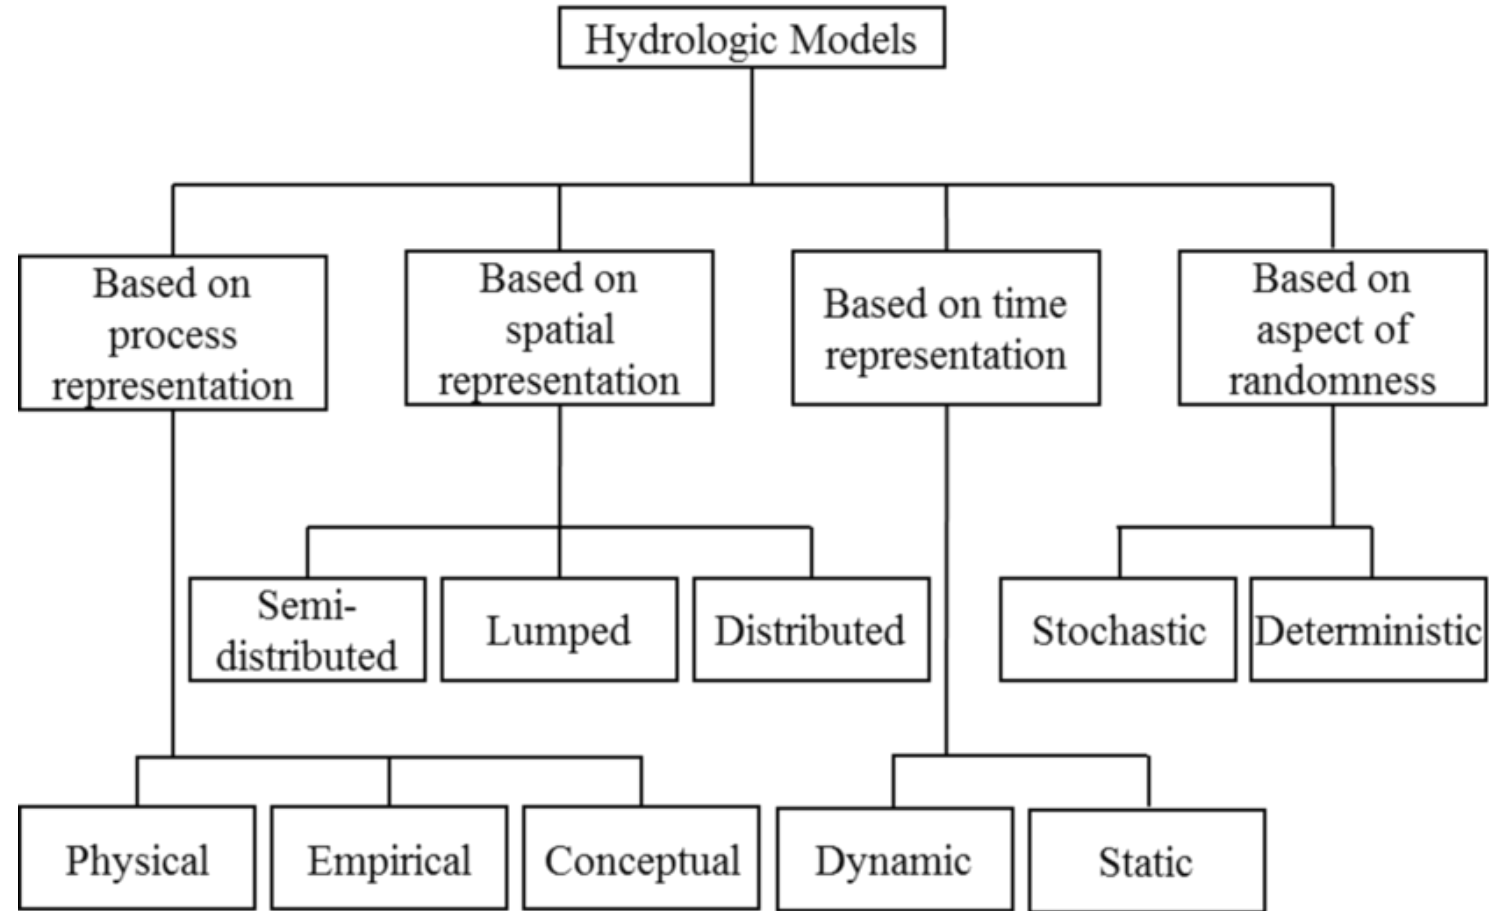 Hydrologic Models
Based on
process
representation
Based on
spatial
representation
Based on time
representation
Based on
aspect of
randomness
Semi-
distributed
Lumped
Distributed
Stochastic
Deterministic
Physical
Empirical
Conceptual
Dynamic
Static